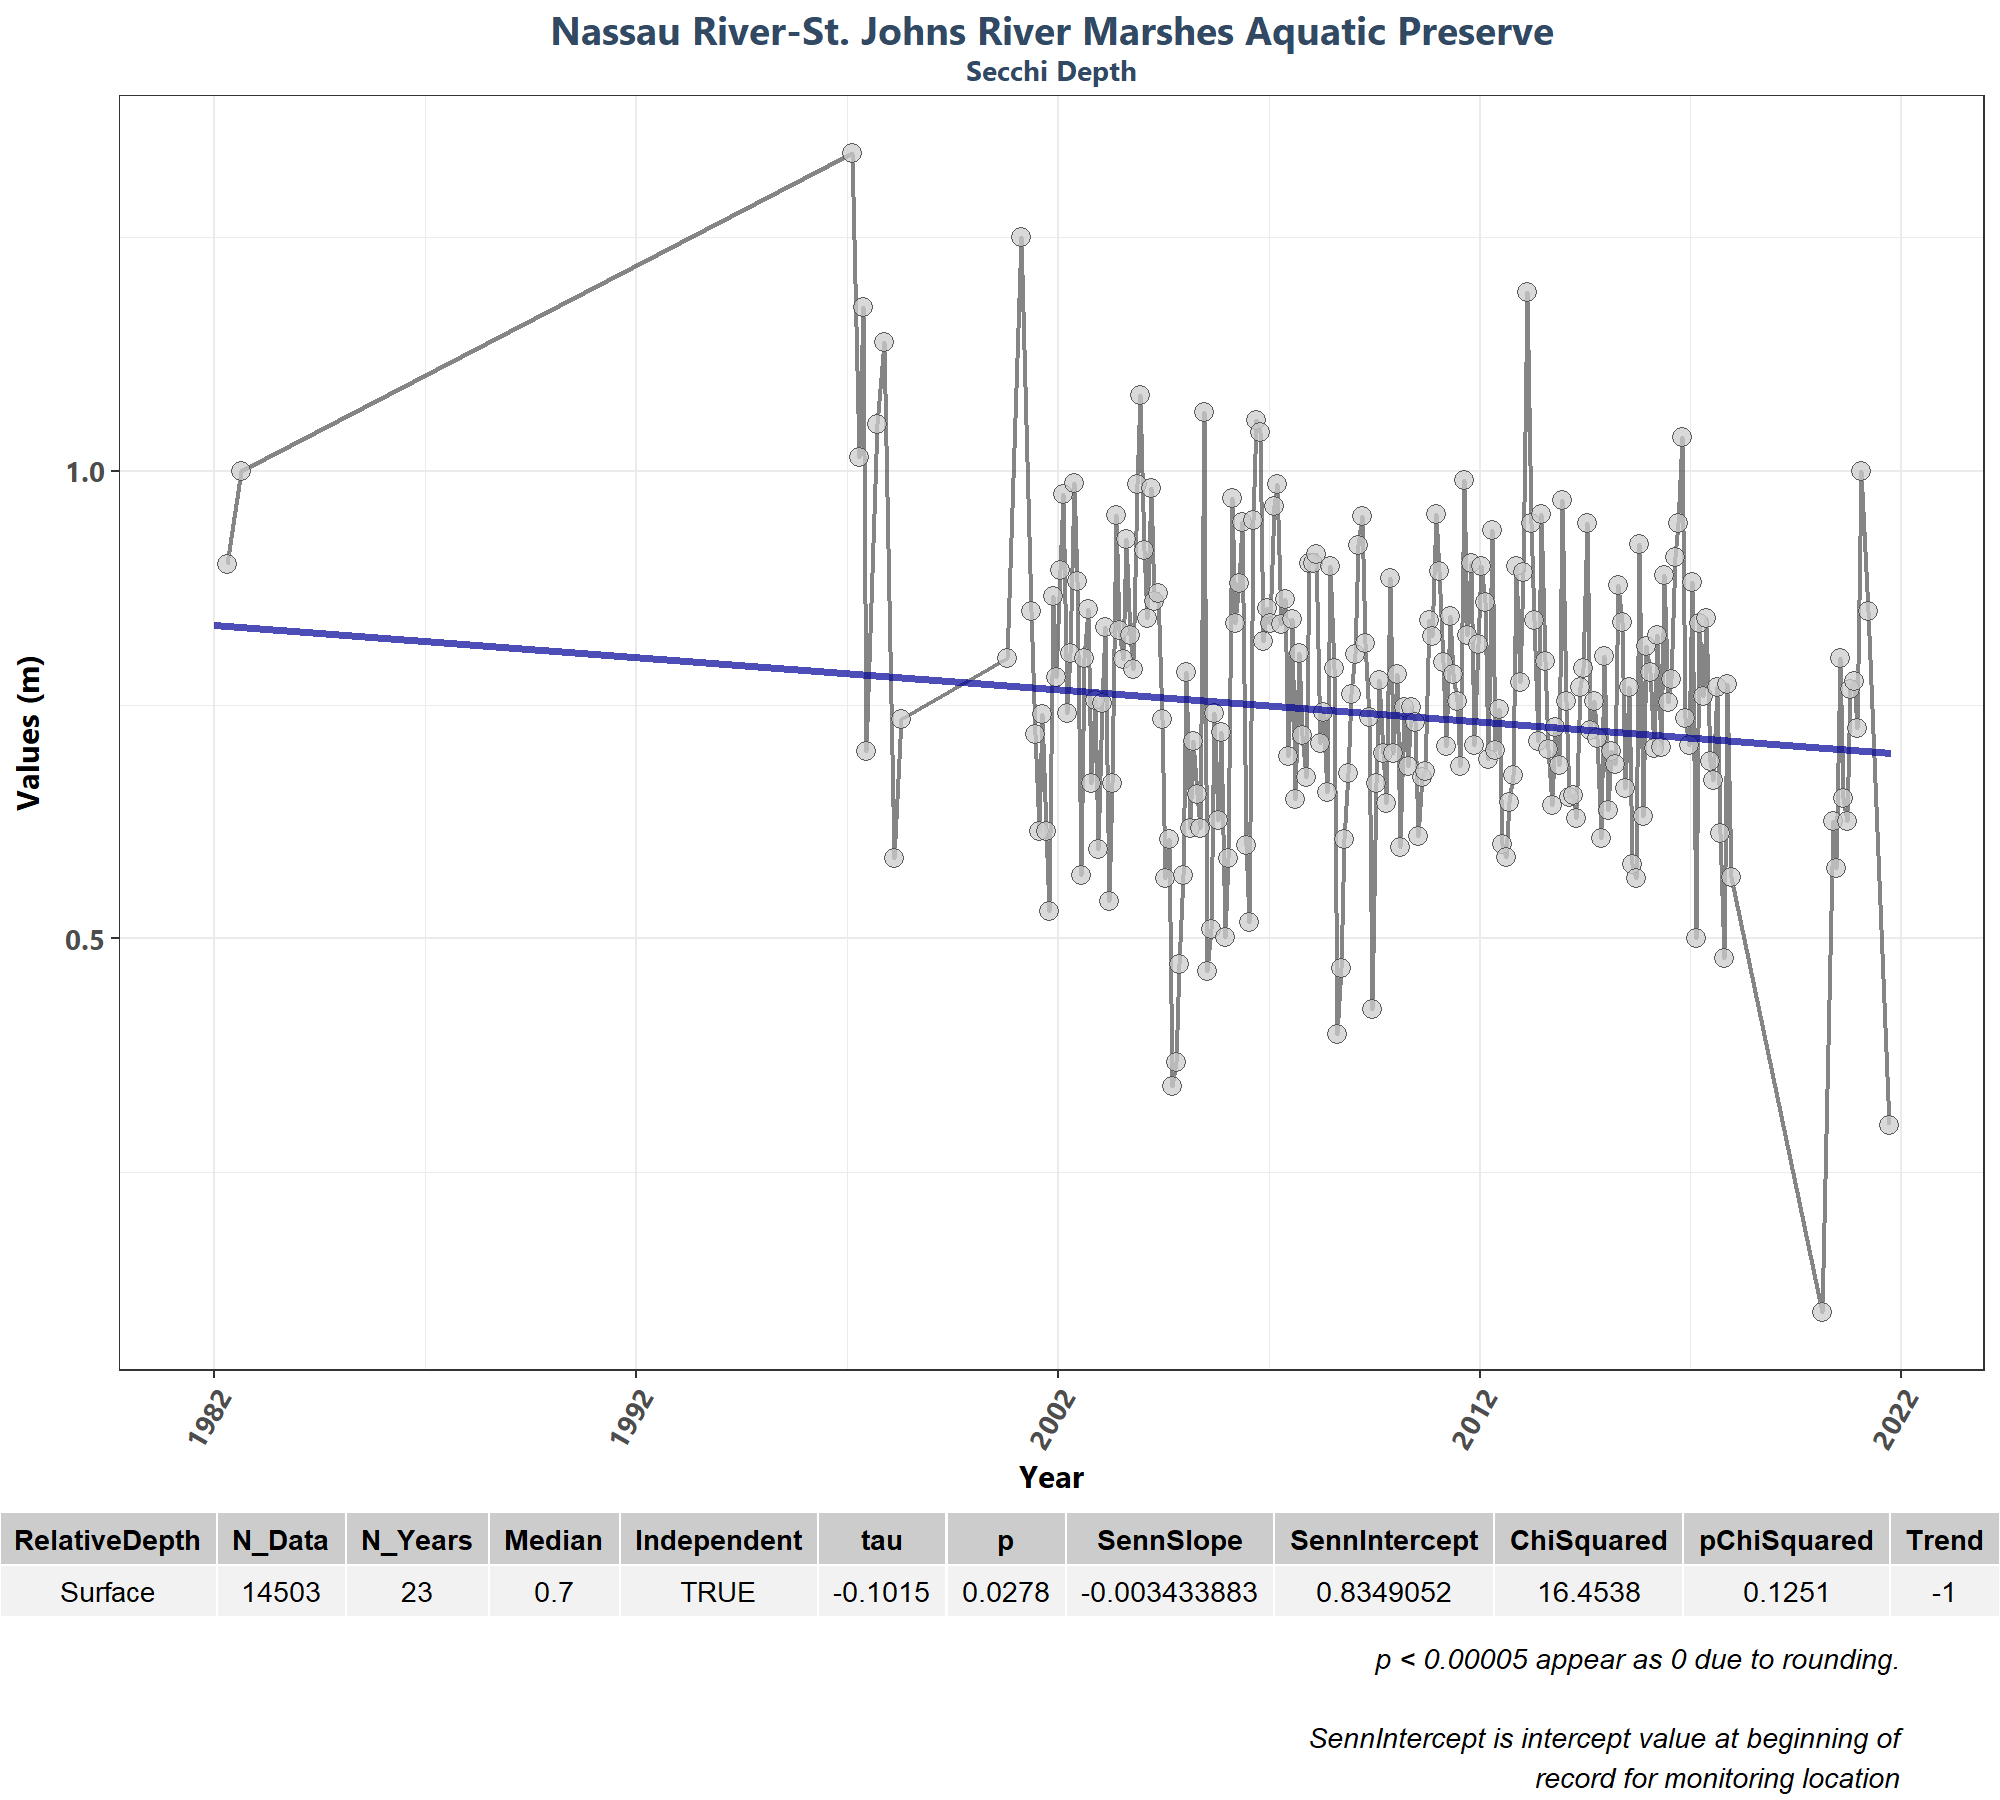 Nassau River-St. Johns River Marshes Aquatic Preserve
Secchi Depth
Values (m)
1.0
0.5
1982 1992 2002 2012 2022
Year
RelativeDepth N_Data N_Years Median Independent tau p SennSlope SennIntercept ChiSquared pChiSquared Trend
Surface 14503 23 0.7 TRUE -0.1015 0.0278 -0.003433883 0.8349052 16.4538 0.1251 -1
p < 0.00005 appear as 0 due to rounding.
SennIntercept is intercept value at beginning of
record for monitoring location